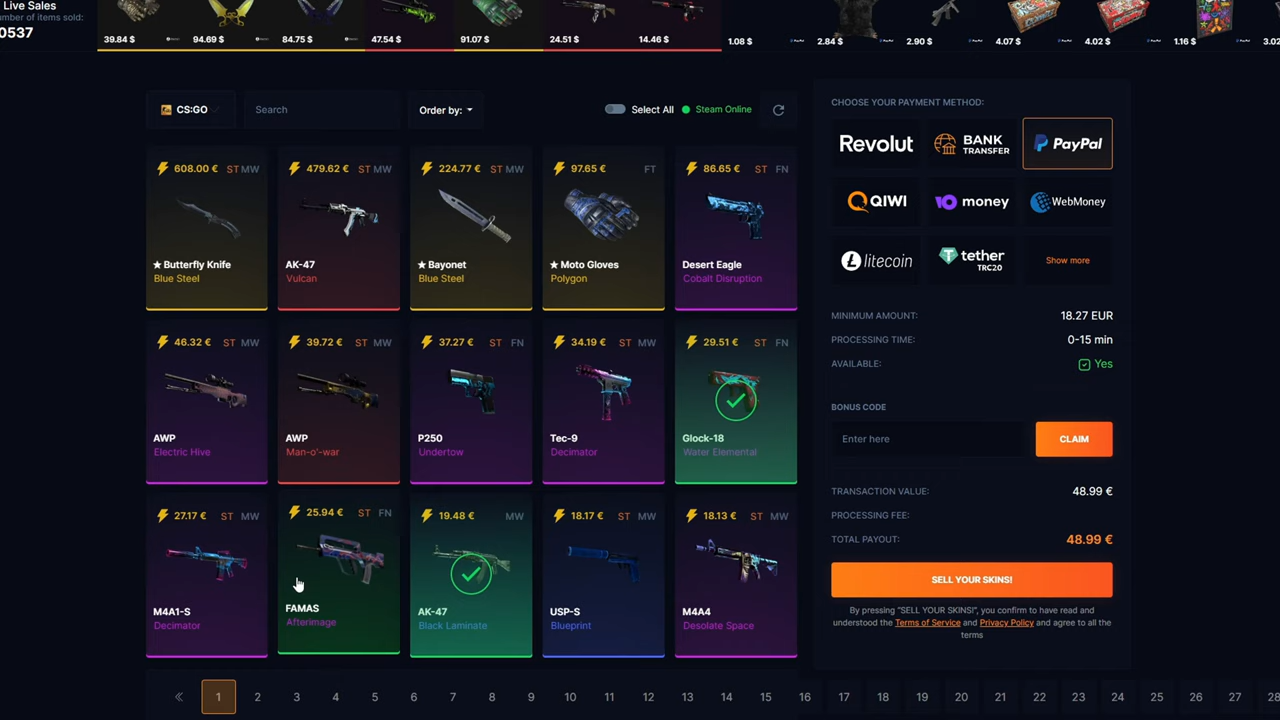 Live Sales
umber of items sold:
0537
39.84 $
94.69 $
84.75 $
47.54 $
91.07 $
24.51 $
14.46 $
1.08 $
PayPal
2.84 $
PayPal
2.90 $
PayPal
4.07 $
PayPal
4.02 $
PayPal
1.16 $
PayPal
3.02
CS:GO
Search
Order by:
Select All
Steam Online
608.00 € ST MW
★ Butterfly Knife
Blue Steel
479.62 € ST MW
AK-47
Vulcan
224.77 € ST MW
★ Bayonet
Blue Steel
97.65 € FT
★ Moto Gloves
Polygon
86.65 € ST FN
Desert Eagle
Cobalt Disruption
46.32 € ST MW
AWP
Electric Hive
39.72 € ST MW
AWP
Man-o'-war
37.27 € ST FN
P250
Undertow
34.19 € ST MW
Tec-9
Decimator
29.51 € ST FN
Glock-18
Water Elemental
27.17 € ST MW
M4A1-S
Decimator
25.94 € ST FN
FAMAS
Afterimage
19.48 € MW
AK-47
Black Laminate
18.17 € ST MW
USP-S
Blueprint
18.13 € ST MW
M4A4
Desolate Space
« 1 2 3 4 5 6 7 8 9 10 11 12 13 14 15 16 17 18 19 20 21 22 23 24 25 26 27 28
CHOOSE YOUR PAYMENT METHOD:
Revolut
BANK
TRANSFER
PayPal
QIWI
money
WebMoney
litecoin
tether
TRC20
Show more
MINIMUM AMOUNT: 18.27 EUR
PROCESSING TIME: 0-15 min
AVAILABLE: Yes
BONUS CODE
Enter here
CLAIM
TRANSACTION VALUE: 48.99 €
PROCESSING FEE:
TOTAL PAYOUT: 48.99 €
SELL YOUR SKINS!
By pressing "SELL YOUR SKINS!", you confirm to have read and
understood the Terms of Service and Privacy Policy and agree to all the
terms